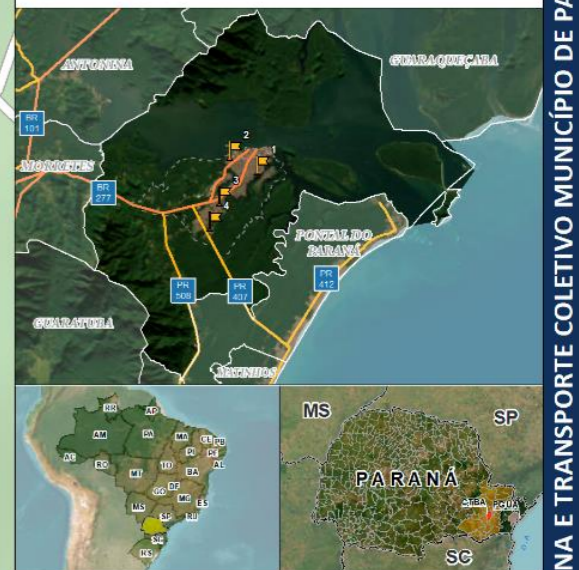 ANTONINA
GUARAQUEÇABA
BR
101
MORRETES
BR
277
2
1
3
4
PONTAL DO
PARANÁ
PR
508
PR
407
PR
412
GUARATUBA
MATINHOS
RR
AP
AM
PA
MA
CE
PB
PI
PE
AC
RO
TO
AL
MT
BA
GO
DF
MG
ES
MS
SP
RJ
SC
RS
MS
SP
PARANÁ
CTBA
PGUA
SC
NA E TRANSPORTE COLETIVO MUNICÍPIO DE PA